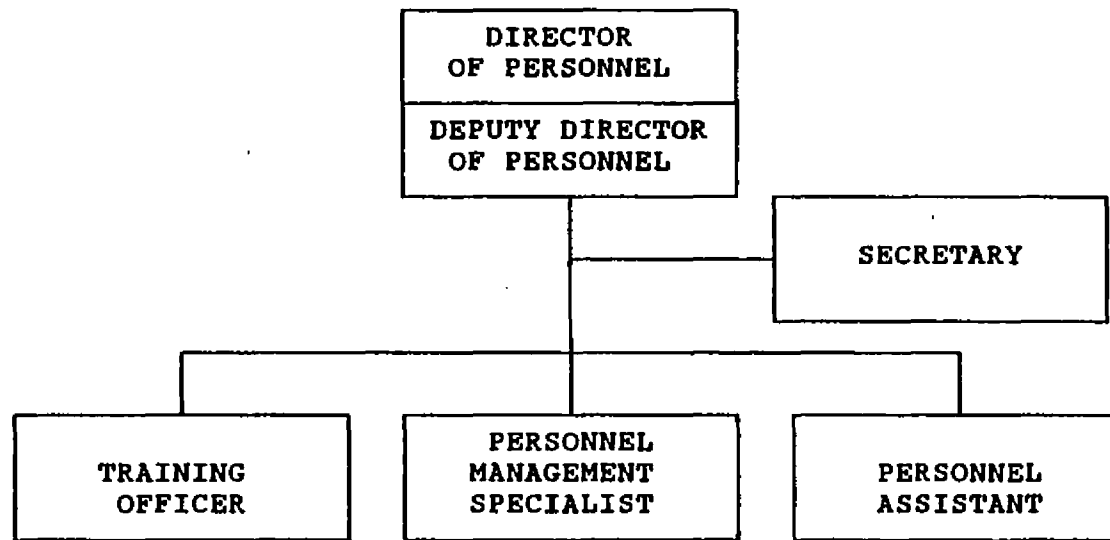 DIRECTOR
OF PERSONNEL
DEPUTY DIRECTOR
OF PERSONNEL
SECRETARY
TRAINING
OFFICER
PERSONNEL
MANAGEMENT
SPECIALIST
PERSONNEL
ASSISTANT